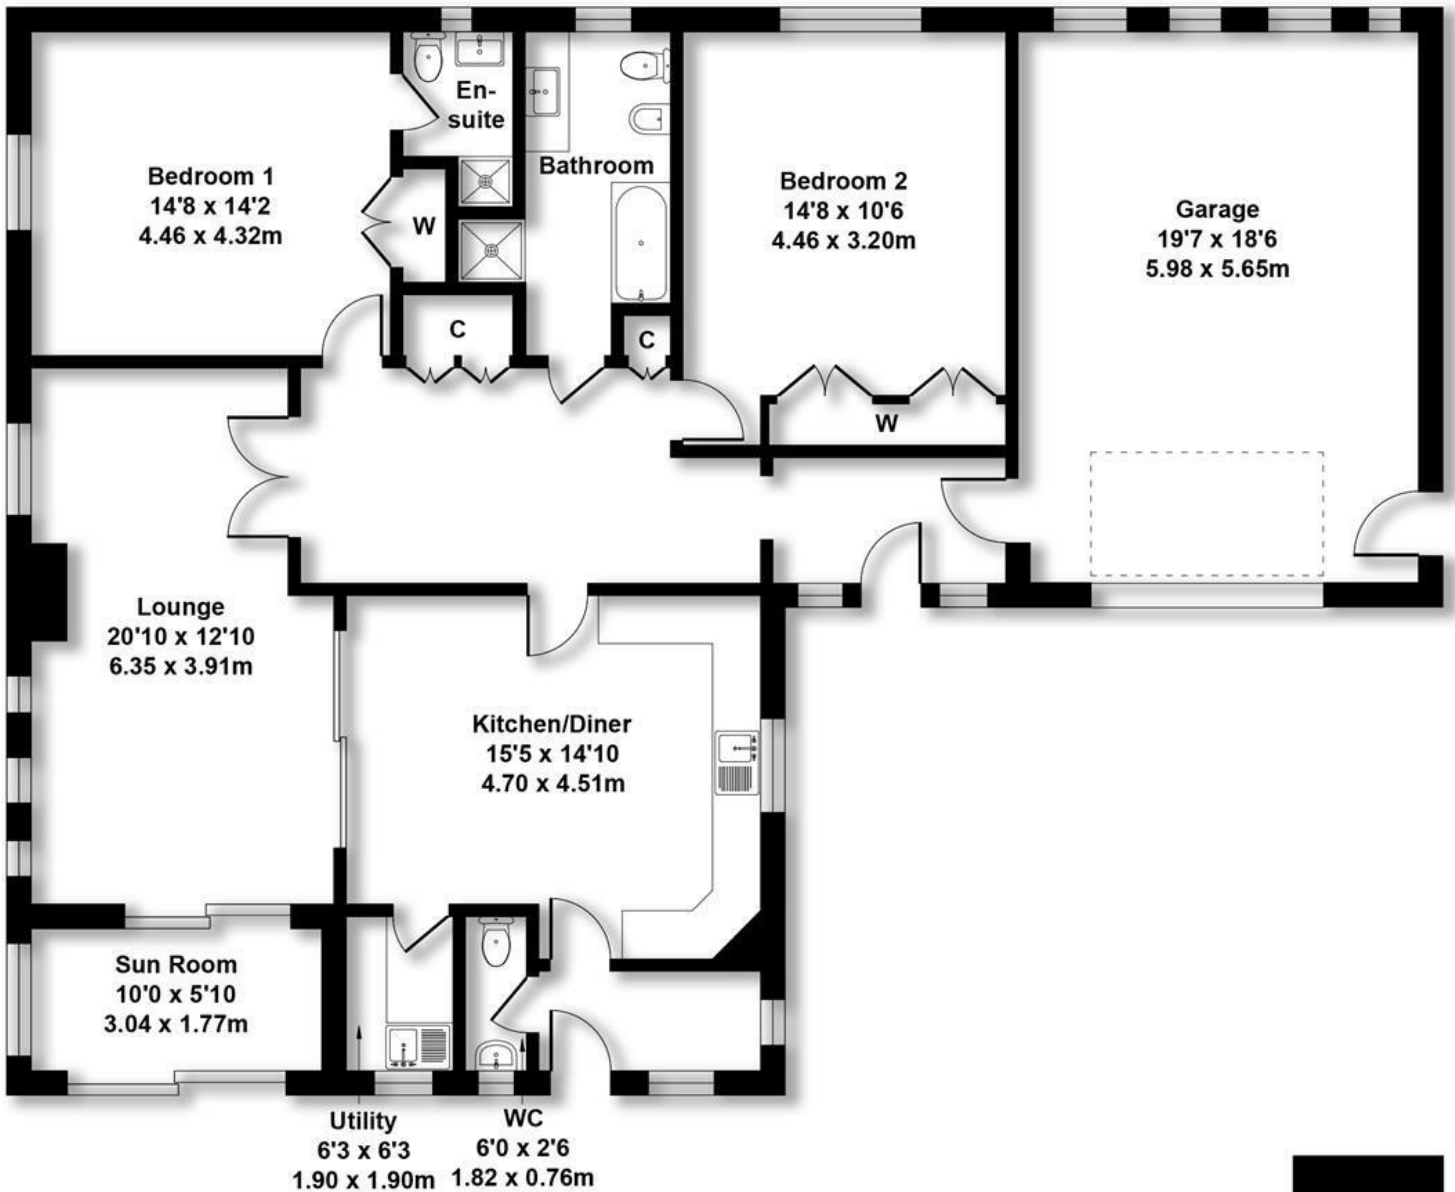 En-
suite
Bathroom
Bedroom 1
14'8 x 14'2
4.46 x 4.32m
W
Bedroom 2
14'8 x 10'6
4.46 x 3.20m
Garage
19'7 x 18'6
5.98 x 5.65m
C
C
W
Lounge
20'10 x 12'10
6.35 x 3.91m
Kitchen/Diner
15'5 x 14'10
4.70 x 4.51m
Sun Room
10'0 x 5'10
3.04 x 1.77m
Utility
6'3 x 6'3
1.90 x 1.90m
WC
6'0 x 2'6
1.82 x 0.76m